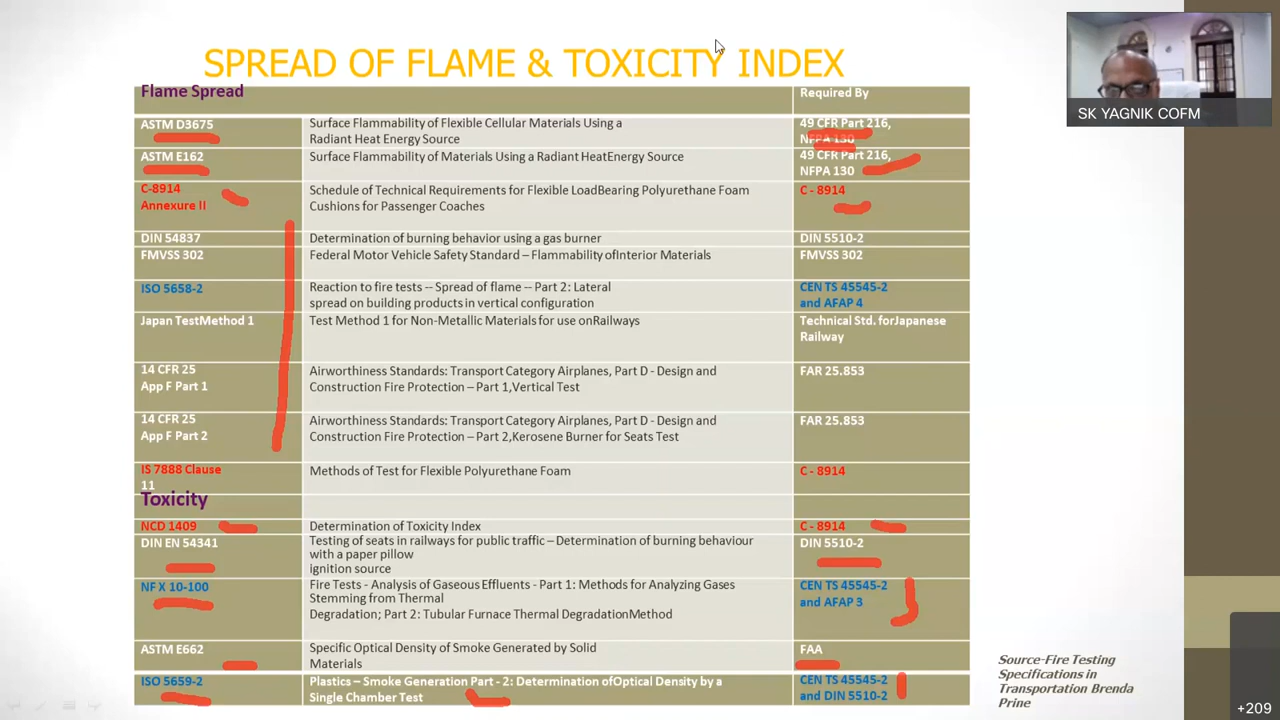 SPREAD OF FLAME & TOXICITY INDEX
SK YAGNIK COFM
Flame Spread
Required By
ASTM D3675
Surface Flammability of Flexible Cellular Materials Using a
Radiant Heat Energy Source
49 CFR Part 216,
NFPA 130
ASTM E162
Surface Flammability of Materials Using a Radiant HeatEnergy Source
49 CFR Part 216,
NFPA 130
C-8914
Annexure II
Schedule of Technical Requirements for Flexible LoadBearing Polyurethane Foam
Cushions for Passenger Coaches
C - 8914
DIN 54837
Determination of burning behavior using a gas burner
DIN 5510-2
FMVSS 302
Federal Motor Vehicle Safety Standard – Flammability ofInterior Materials
FMVSS 302
ISO 5658-2
Reaction to fire tests -- Spread of flame -- Part 2: Lateral
spread on building products in vertical configuration
CEN TS 45545-2
and AFAP 4
Japan TestMethod 1
Test Method 1 for Non-Metallic Materials for use onRailways
Technical Std. forJapanese
Railway
14 CFR 25
App F Part 1
Airworthiness Standards: Transport Category Airplanes, Part D - Design and
Construction Fire Protection – Part 1,Vertical Test
FAR 25.853
14 CFR 25
App F Part 2
Airworthiness Standards: Transport Category Airplanes, Part D - Design and
Construction Fire Protection – Part 2,Kerosene Burner for Seats Test
FAR 25.853
IS 7888 Clause
11
Methods of Test for Flexible Polyurethane Foam
C - 8914
Toxicity
NCD 1409
Determination of Toxicity Index
C - 8914
DIN EN 54341
Testing of seats in railways for public traffic – Determination of burning behaviour
with a paper pillow
ignition source
DIN 5510-2
NF X 10-100
Fire Tests - Analysis of Gaseous Effluents - Part 1: Methods for Analyzing Gases
Stemming from Thermal
Degradation; Part 2: Tubular Furnace Thermal DegradationMethod
CEN TS 45545-2
and AFAP 3
ASTM E662
Specific Optical Density of Smoke Generated by Solid
Materials
FAA
ISO 5659-2
Plastics – Smoke Generation Part - 2: Determination ofOptical Density by a
Single Chamber Test
CEN TS 45545-2
and DIN 5510-2
Source-Fire Testing
Specifications in
Transportation Brenda
Prine
+209